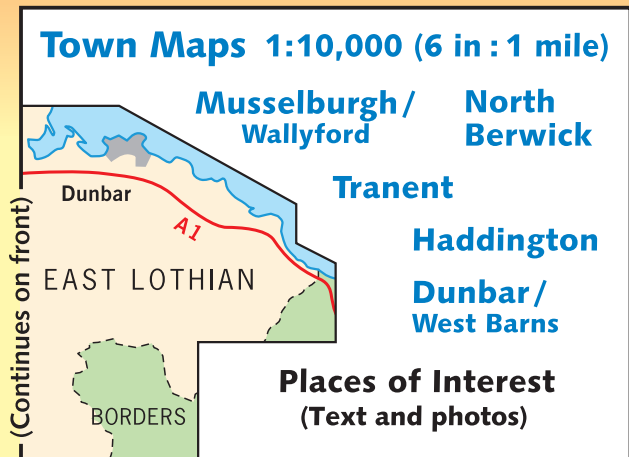 Town Maps 1:10,000 (6 in : 1 mile)
Musselburgh /
Wallyford
North
Berwick
Tranent
Haddington
Dunbar /
West Barns
Places of Interest
(Text and photos)
Dunbar
A1
EAST LOTHIAN
BORDERS
(Continues on front)